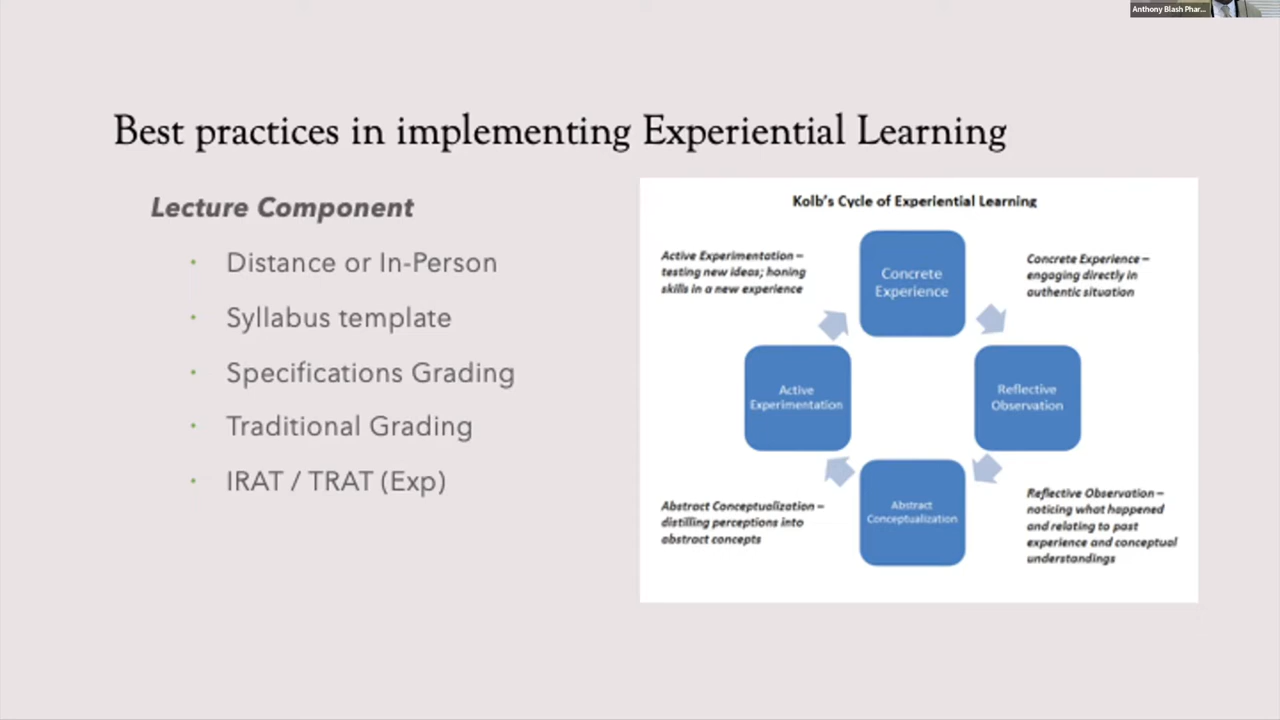 Anthony Blash Phar...
Best practices in implementing Experiential Learning
Lecture Component
• Distance or In-Person
• Syllabus template
• Specifications Grading
• Traditional Grading
• IRAT / TRAT (Exp)
Kolb's Cycle of Experiential Learning
Active Experimentation –
testing new ideas; honing
skills in a new experience
Concrete
Experience
Concrete Experience –
engaging directly in
authentic situation
Active
Experimentation
Reflective
Observation
Abstract Conceptualization –
distilling perceptions into
abstract concepts
Abstract
Conceptualization
Reflective Observation –
noticing what happened
and relating to past
experience and conceptual
understandings